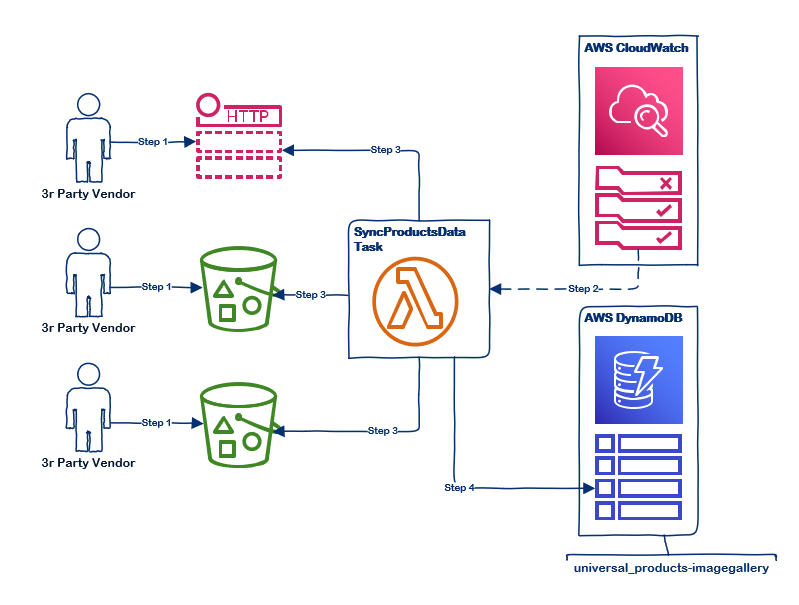 AWS CloudWatch
HTTP
Step 1
Step 3
3r Party Vendor
SyncProductsData
Task
Step 1
Step 3
Step 2
3r Party Vendor
AWS DynamoDB
Step 1
Step 3
3r Party Vendor
Step 4
universal_products-imagegallery